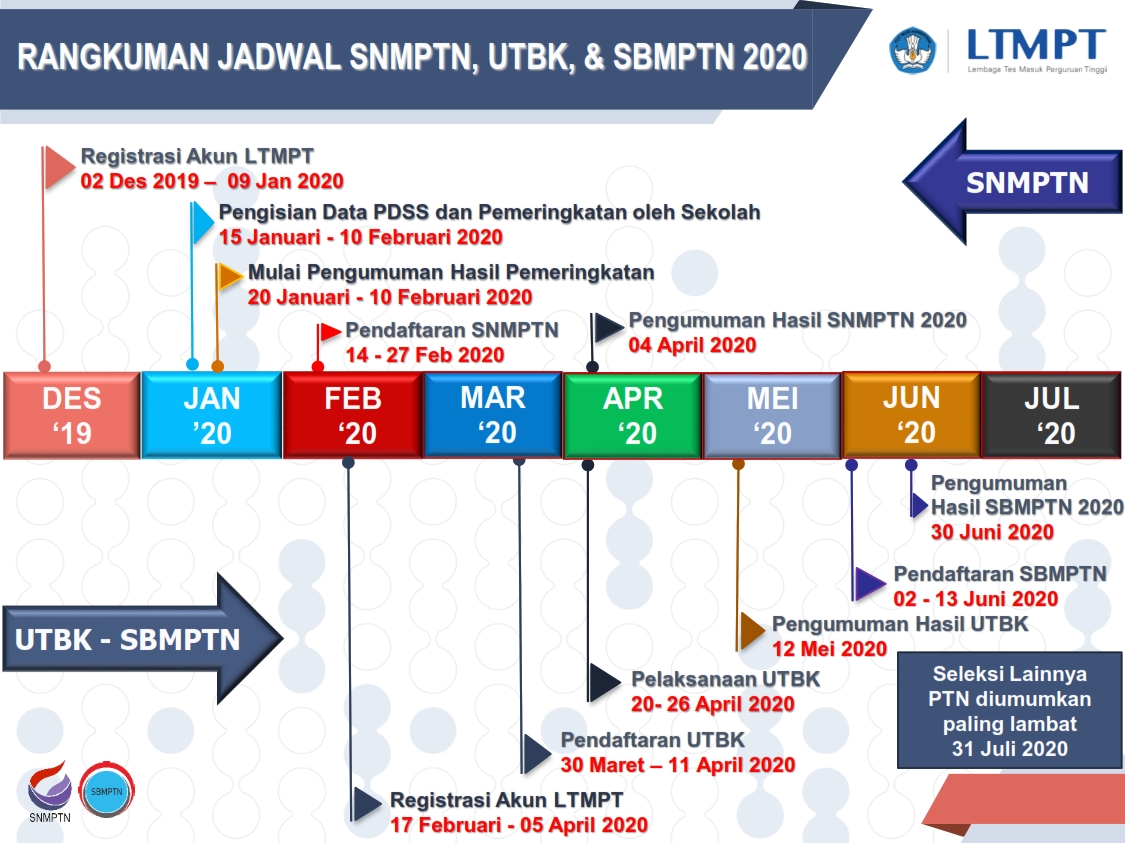 RANGKUMAN JADWAL SNMPTN, UTBK, & SBMPTN 2020
LTMPT
Lembaga Tes Masuk Perguruan Tinggi
SNMPTN
Registrasi Akun LTMPT
02 Des 2019 – 09 Jan 2020
Pengisian Data PDSS dan Pemeringkatan oleh Sekolah
15 Januari - 10 Februari 2020
Mulai Pengumuman Hasil Pemeringkatan
20 Januari - 10 Februari 2020
Pendaftaran SNMPTN
14 - 27 Feb 2020
Pengumuman Hasil SNMPTN 2020
04 April 2020
DES
‘19
JAN
’20
FEB
‘20
MAR
‘20
APR
‘20
MEI
‘20
JUN
‘20
JUL
‘20
Pengumuman
Hasil SBMPTN 2020
30 Juni 2020
Pendaftaran SBMPTN
02 - 13 Juni 2020
Pengumuman Hasil UTBK
12 Mei 2020
UTBK - SBMPTN
Pelaksanaan UTBK
20- 26 April 2020
Pendaftaran UTBK
30 Maret – 11 April 2020
Registrasi Akun LTMPT
17 Februari - 05 April 2020
Seleksi Lainnya
PTN diumumkan
paling lambat
31 Juli 2020
SNMPTN
SBMPTN